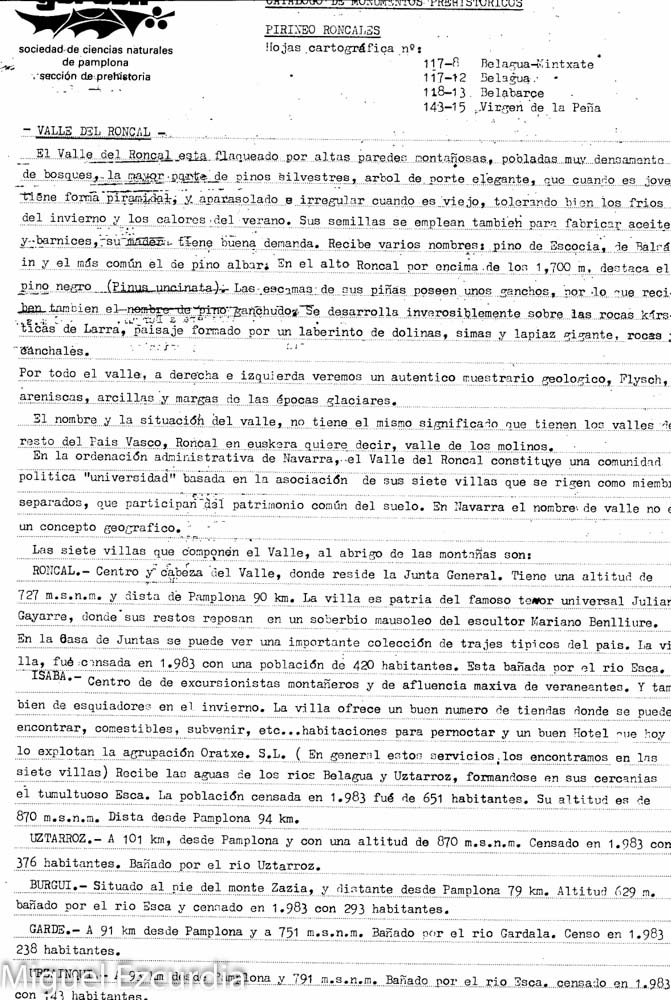 CATALOGO DE MONUMENTOS PREHISTORICOS
sociedad de ciencias naturales
de pamplona
sección de prehistoria
PIRINEO RONCALES
Hojas cartográfica nº:
117-8 Belagua-Kintxate
117-12 Belagua.
118-13. Belabarce
143-15 Virgen de la Peña
- VALLE DEL RONCAL -
El Valle del Roncal esta flaqueado por altas paredes montañosas, pobladas muy densamente
de bosques, la mayor parte de pinos silvestres, arbol de porte elegante, que cuando es jove
tiene forma piramidal, y aparasolado e irregular cuando es viejo, tolerando bien los frios
del invierno y los calores del verano. Sus semillas se emplean tambieh para fabricar aceite
y barnices, su madera tiene buena demanda. Recibe varios nombres: pino de Escocia, de Balcá
in y el más común el de pino albar. En el alto Roncal por encima de los 1,700 m. destaca el
pino negro (Pinus uncinata). Las escamas de sus piñas poseen unos ganchos, por lo que reci-
ben tambien el nombre de pino ganchudo. Se desarrolla inverosiblemente sobre las rocas kárs-
ticas de Larra, paisaje formado por un laberinto de dolinas, simas y lapiaz gigante, rocas
canchales.
Por todo el valle, a derecha e izquierda veremos un autentico muestrario geologico, Flysch,
areniscas, arcillas y margas de las épocas glaciares.
El nombre y la situación del valle, no tiene el mismo significado que tienen los valles de
resto del Pais Vasco, Roncal en euskera quiere decir, valle de los molinos.
En la ordenación administrativa de Navarra, el Valle del Roncal constituye una comunidad
politica "universidad" basada en la asociación de sus siete villas que se rigen como miemb
separados, que participan del patrimonio común del suelo. En Navarra el nombre de valle no e
un concepto geografico.
Las siete villas que componen el Valle, al abrigo de las montañas son:
RONCAL.- Centro y cabeza del Valle, donde reside la Junta General. Tiene una altitud de
727 m.s.n.m. y dista de Pamplona 90 km. La villa es patria del famoso tenor universal Julian
Gayarre, donde sus restos reposan en un soberbio mausoleo del escultor Mariano Benlliure.
En la Casa de Juntas se puede ver una importante colección de trajes tipicos del pais. La vi
lla, fué censada en 1.983 con una población de 420 habitantes. Esta bañada por el rio Esca.
ISABA.- Centro de de excursionistas montañeros y de afluencia maxiva de veraneantes. Y tam
bien de esquiadores en el invierno. La villa ofrece un buen numero de tiendas donde se puede
encontrar, comestibles, subvenir, etc...habitaciones para pernoctar y un buen Hotel que hoy
lo explotan la agrupación Oratxe. S.L. ( En general estos servicios los encontramos en las
siete villas) Recibe las aguas de los rios Belagua y Uztarroz, formandose en sus cercanias
el tumultuoso Esca. La población censada en 1.983 fué de 651 habitantes. Su altitud es de
870 m.s.n.m. Dista desde Pamplona 94 km.
UZTARROZ.- A 101 km, desde Pamplona y con una altitud de 870 m.s.n.m. Censado en 1.983 con
376 habitantes. Bañado por el rio Uztarroz.
BURGUI.- Situado al pie del monte Zazia, y distante desde Pamplona 79 km. Altitud 629 m.
bañado por el rio Esca y censado en 1.983 con 293 habitantes.
GARDE.- A 91 km desde Pamplona y a 751 m.s.n.m. Bañado por el rio Gardala. Censo en 1.983
238 habitantes.
desde Pamplona y 791 m.s.n.m. Bañado por el rio Esca. censado en 1.983
con 143 habitantes.
Miguel Ezcurdia